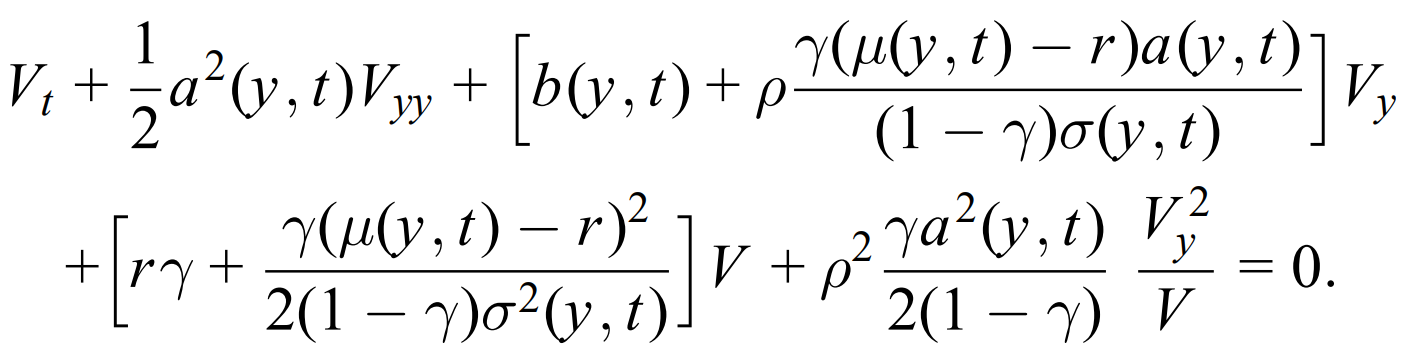 V_t + \frac{1}{2} a^2(y, t) V_{yy} + \left[ b(y, t) + \rho \frac{\gamma(\mu(y, t) - r) a(y, t)}{(1 - \gamma)\sigma(y, t)} \right] V_y
+ \left[ r\gamma + \frac{\gamma(\mu(y, t) - r)^2}{2(1 - \gamma)\sigma^2(y, t)} \right] V + \rho^2 \frac{\gamma a^2(y, t)}{2(1 - \gamma)} \frac{V_y^2}{V} = 0.